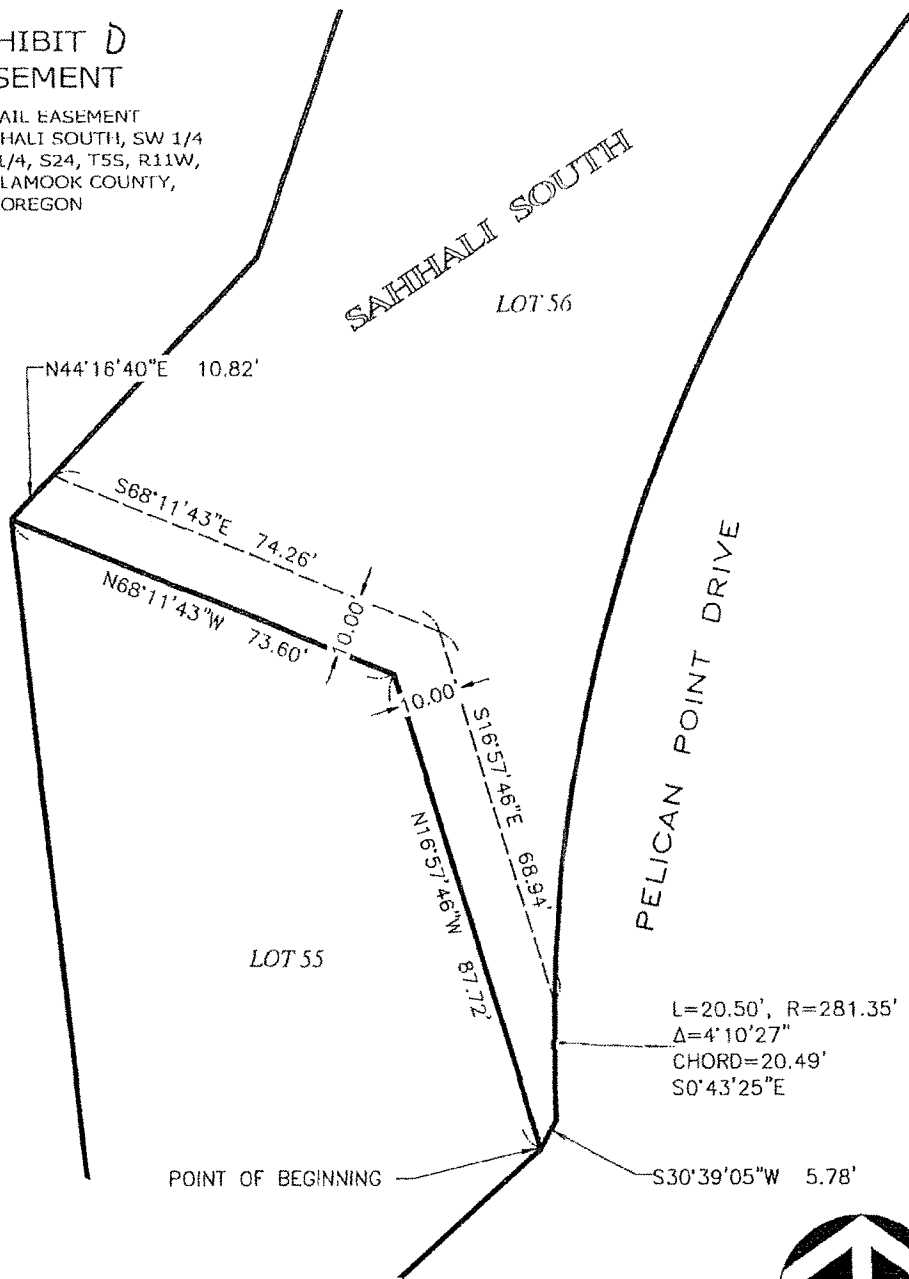 HIBIT D
SEMENT
AIL EASEMENT
HALI SOUTH, SW 1/4
1/4, S24, T5S, R11W,
LAMOOK COUNTY,
OREGON
SAHHALI SOUTH
LOT 56
N44°16'40"E 10.82'
S68°11'43"E 74.26'
N68°11'43"W 73.60'
10.00'
10.00'
S16°57'46"E 68.94'
N16°57'46"W 87.72'
PELICAN POINT DRIVE
LOT 55
L=20.50', R=281.35'
Δ=4°10'27"
CHORD=20.49'
S0°43'25"E
POINT OF BEGINNING
S30°39'05"W 5.78'